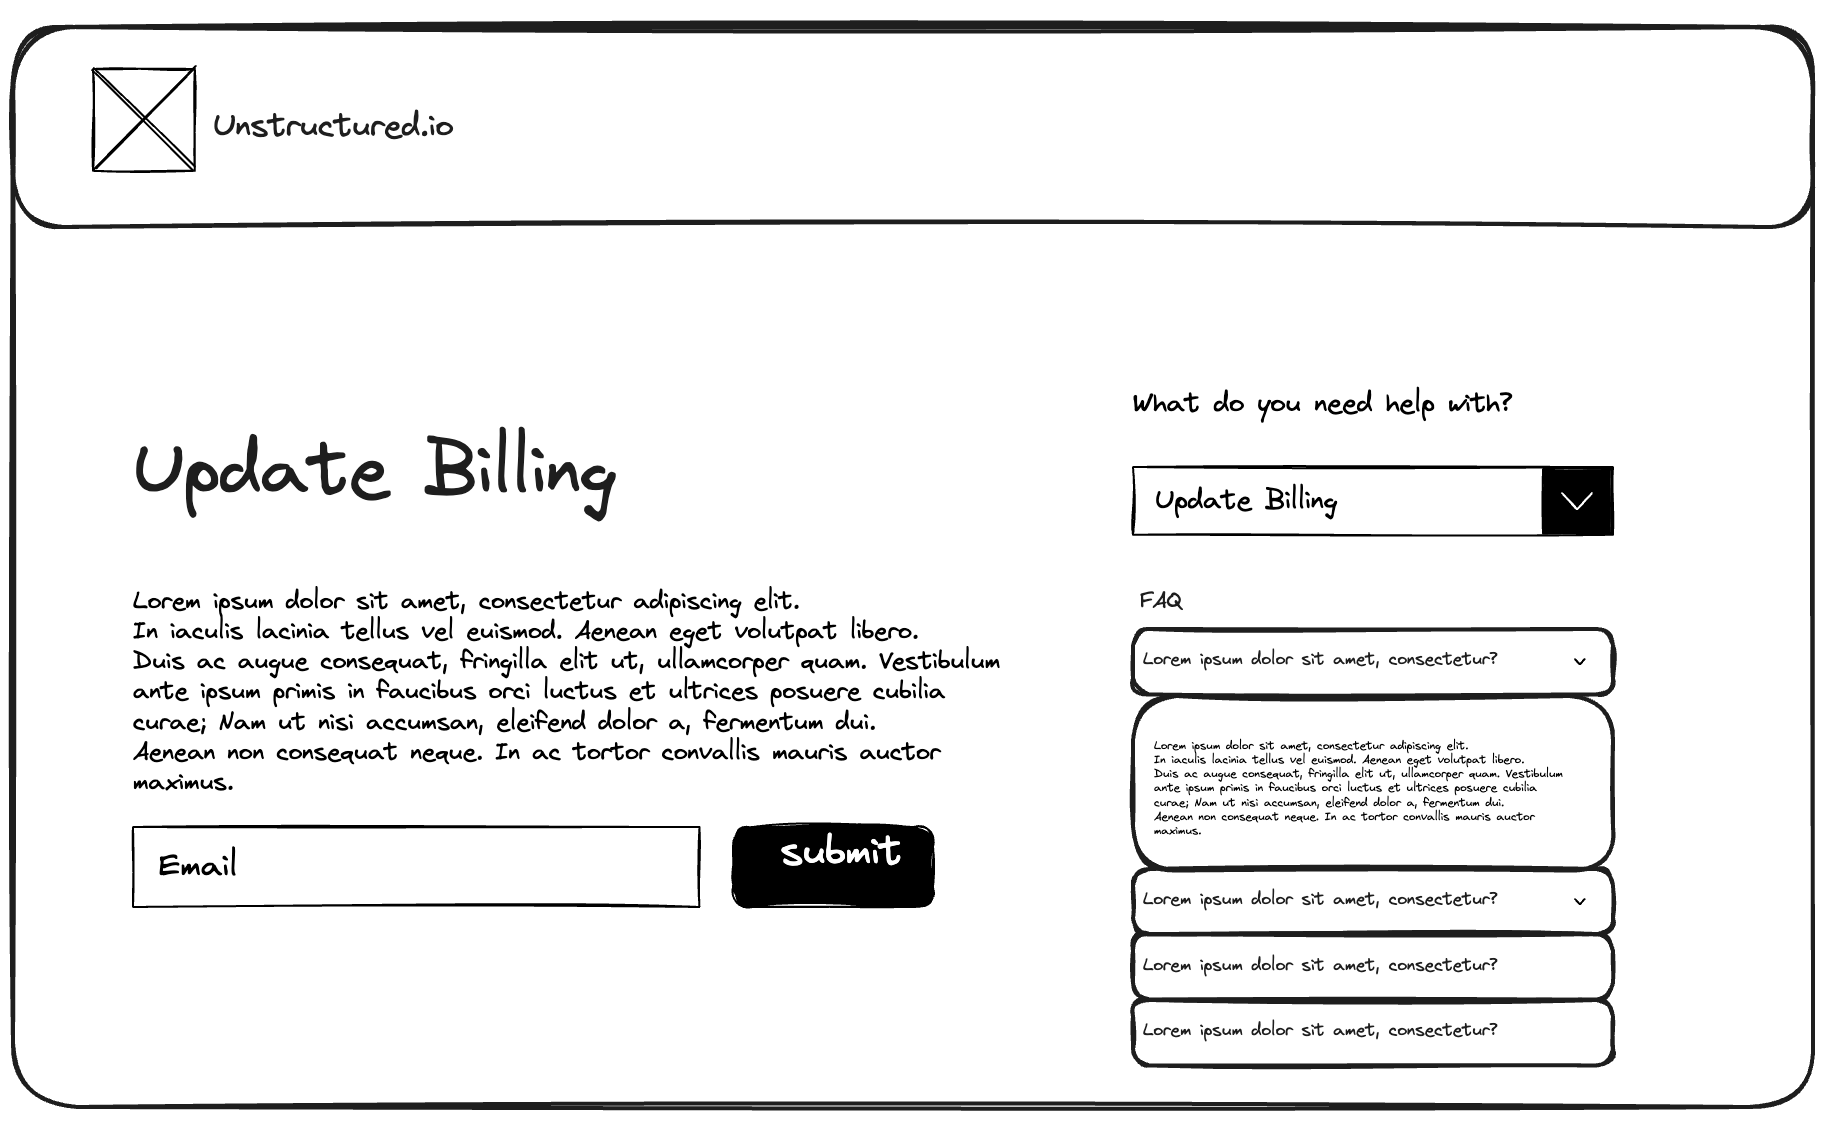 Unstructured.io
Update Billing
Lorem ipsum dolor sit amet, consectetur adipiscing elit.
In iaculis lacinia tellus vel euismod. Aenean eget volutpat libero.
Duis ac augue consequat, fringilla elit ut, ullamcorper quam. Vestibulum
ante ipsum primis in faucibus orci luctus et ultrices posuere cubilia
curae; Nam ut nisi accumsan, eleifend dolor a, fermentum dui.
Aenean non consequat neque. In ac tortor convallis mauris auctor
maximus.
Email
submit
What do you need help with?
Update Billing
FAQ
Lorem ipsum dolor sit amet, consectetur?
Lorem ipsum dolor sit amet, consectetur adipiscing elit.
In iaculis lacinia tellus vel euismod. Aenean eget volutpat libero.
Duis ac augue consequat, fringilla elit ut, ullamcorper quam. Vestibulum
ante ipsum primis in faucibus orci luctus et ultrices posuere cubilia
curae; Nam ut nisi accumsan, eleifend dolor a, fermentum dui.
Aenean non consequat neque. In ac tortor convallis mauris auctor
maximus.
Lorem ipsum dolor sit amet, consectetur?
Lorem ipsum dolor sit amet, consectetur?
Lorem ipsum dolor sit amet, consectetur?